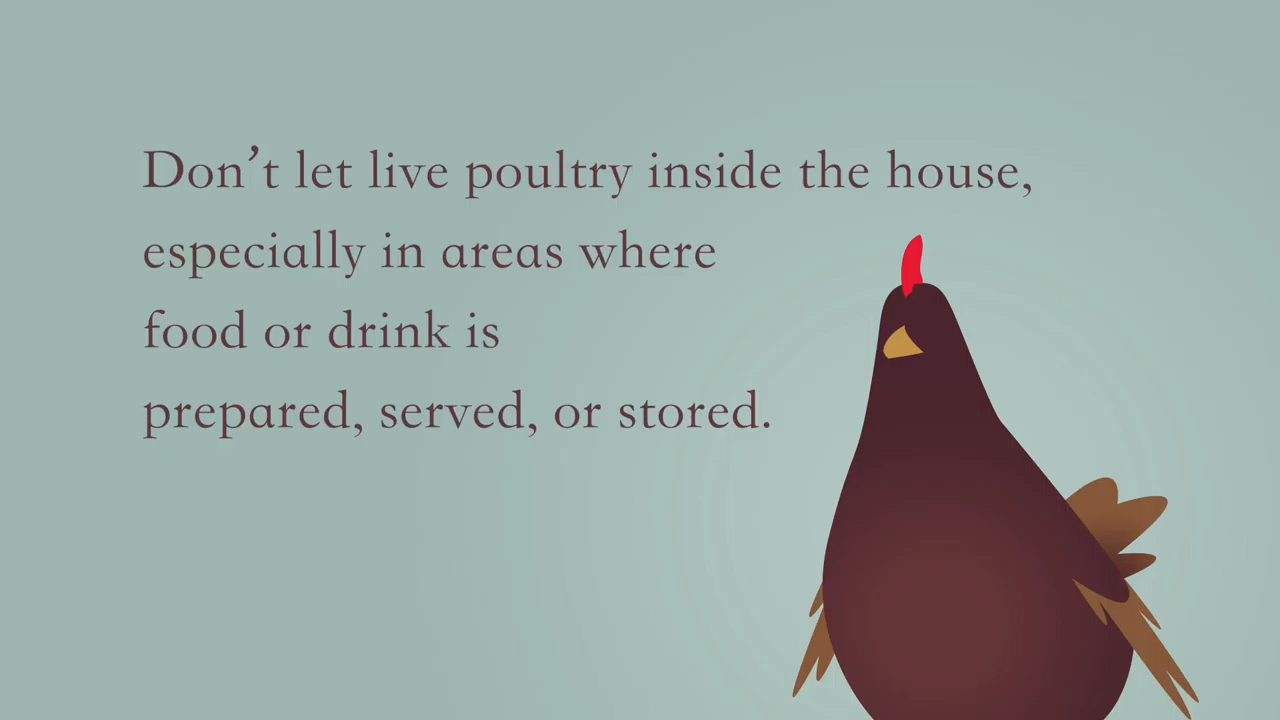 Don’t let live poultry inside the house,
especially in areas where
food or drink is
prepared, served, or stored.